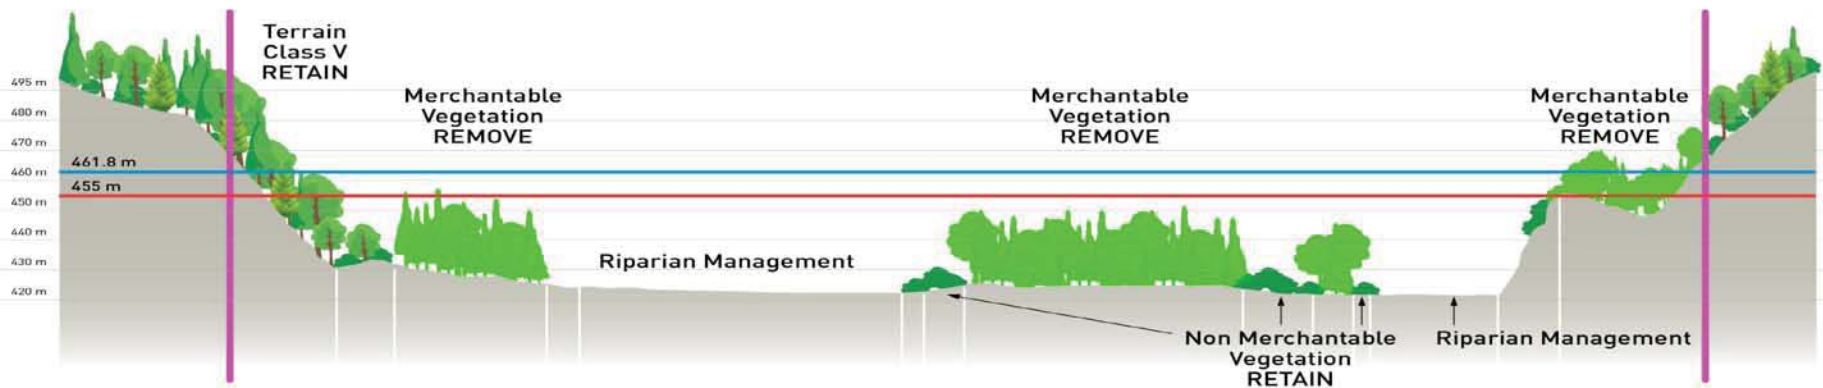 Terrain
Class V
RETAIN
Merchantable
Vegetation
REMOVE
Merchantable
Vegetation
REMOVE
Merchantable
Vegetation
REMOVE
495 m
480 m
470 m
460 m
450 m
440 m
430 m
420 m
461.8 m
455 m
Riparian Management
Non Merchantable
Vegetation
RETAIN
Riparian Management